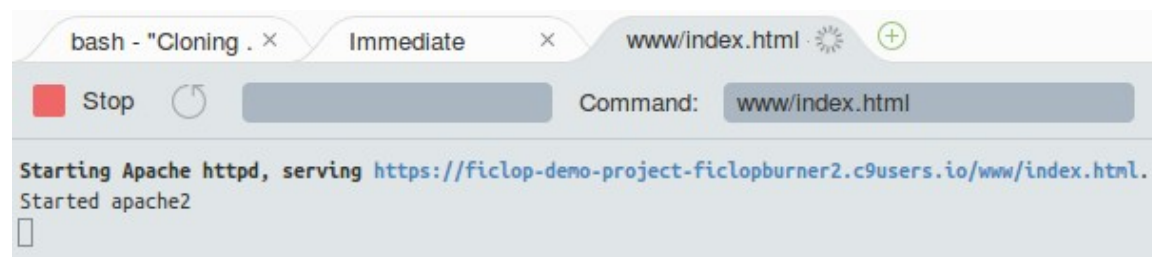 bash - "Cloning . × Immediate × www/index.html
Stop Command: www/index.html
Starting Apache httpd, serving https://ficlop-demo-project-ficlopburner2.c9users.io/www/index.html.
Started apache2